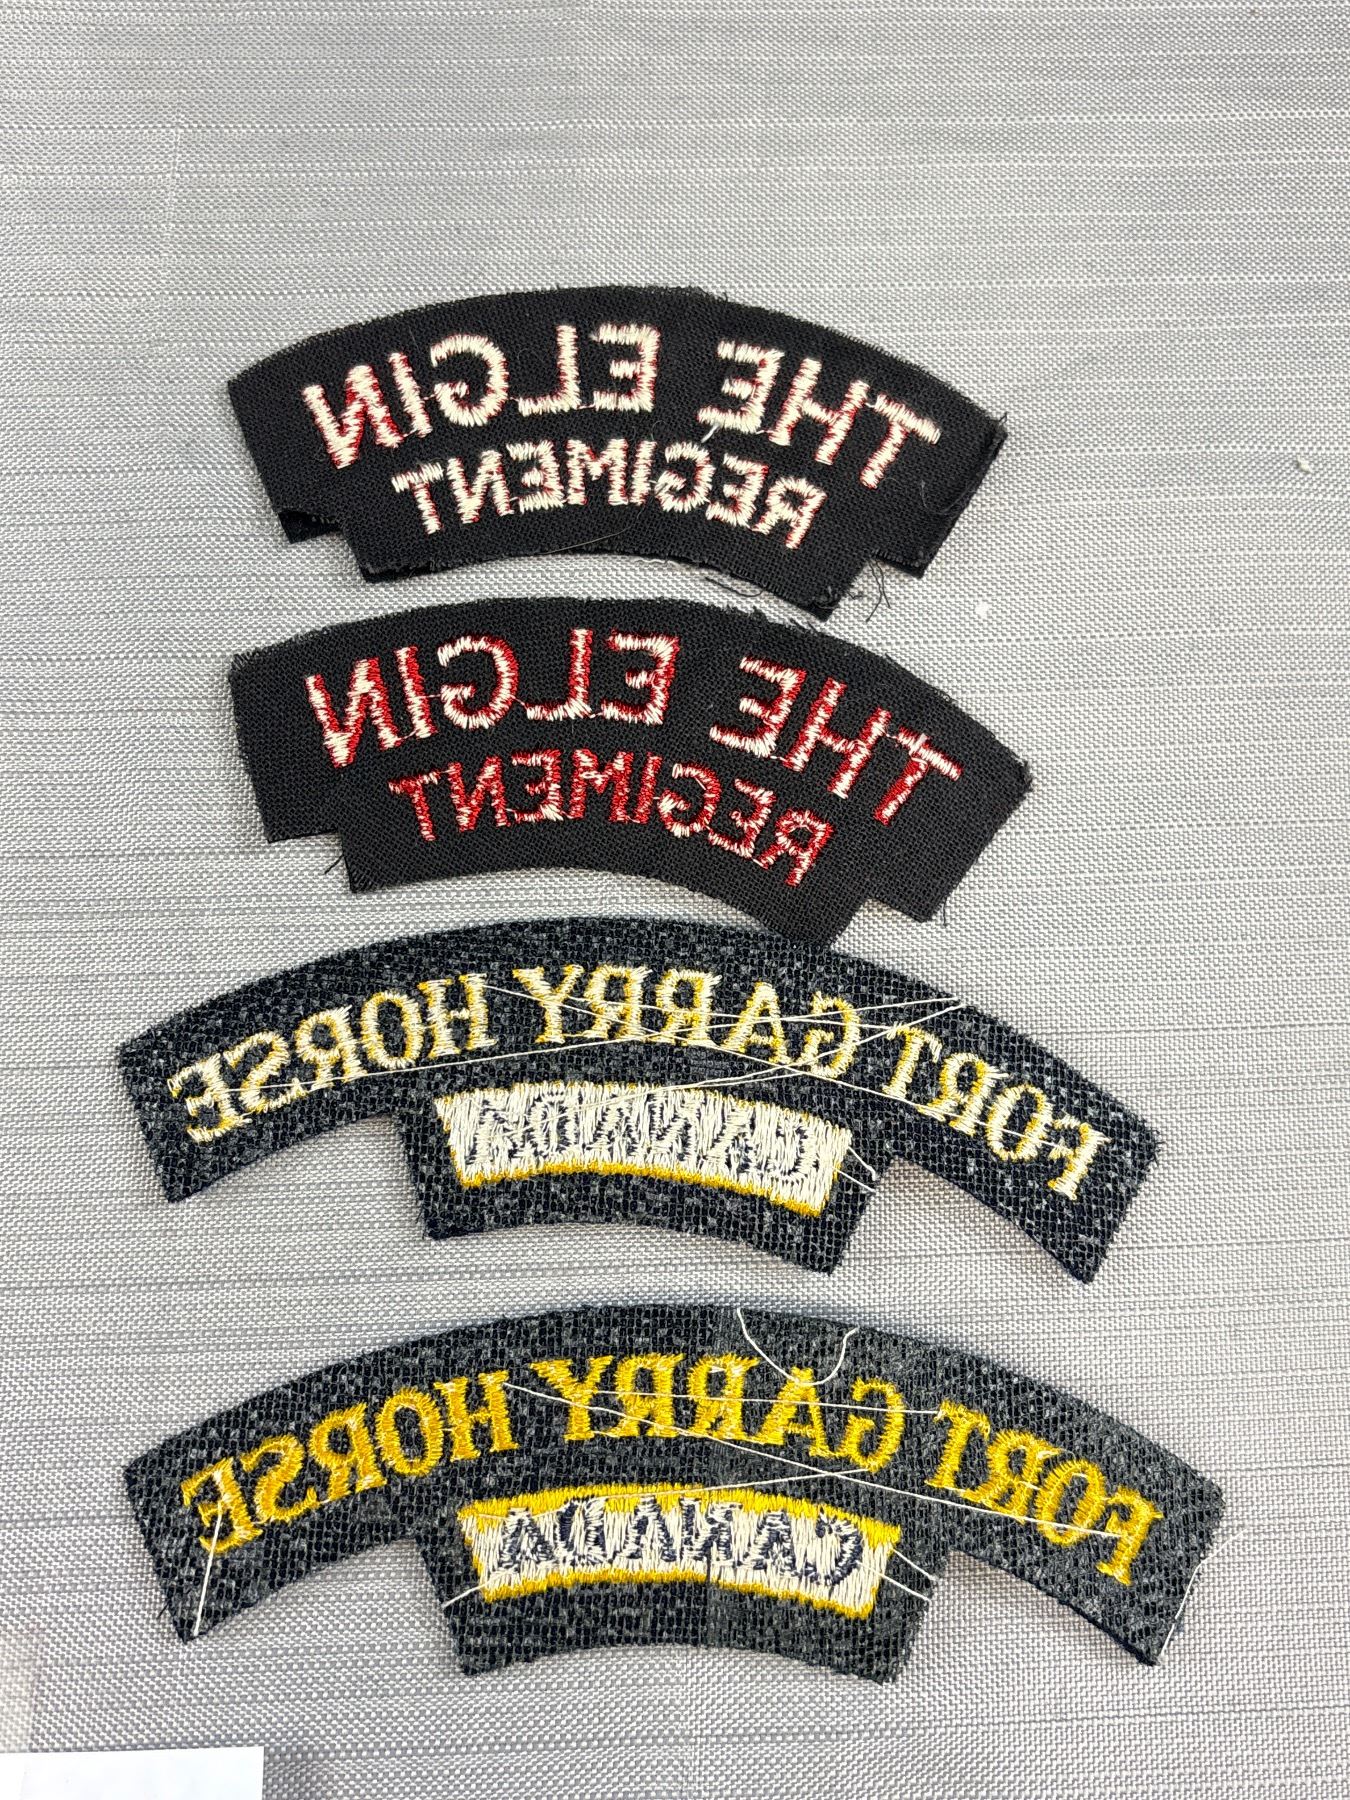 THE ELGIN
REGIMENT
THE ELGIN
REGIMENT
FORT GARRY HORSE
CANADA
FORT GARRY HORSE
CANADA